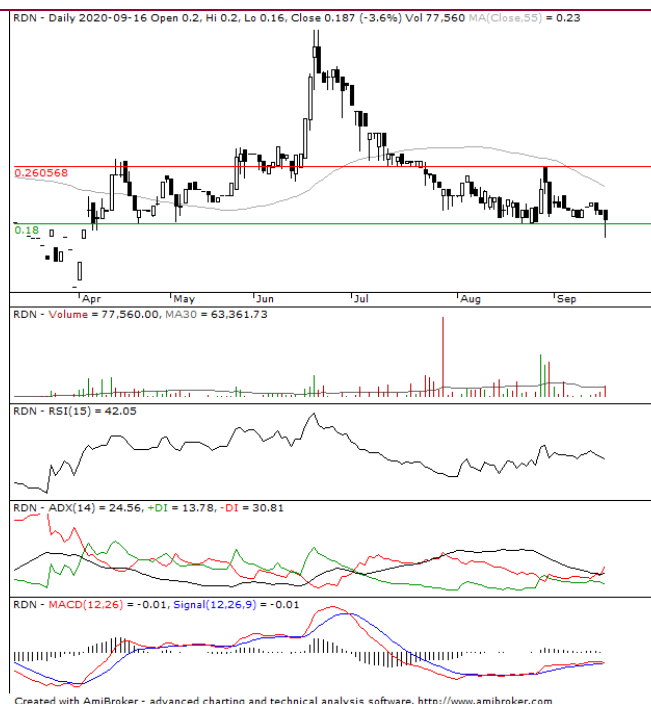 RDN - Daily 2020-09-16 Open 0.2, Hi 0.2, Lo 0.16, Close 0.187 (-3.6%) Vol 77,560 MA(Close,55) = 0.23
0.260568
0.18
Apr May Jun Jul Aug Sep
RDN - Volume = 77,560.00, MA30 = 63,361.73
RDN - RSI(15) = 42.05
RDN - ADX(14) = 24.56, +DI = 13.78, -DI = 30.81
RDN - MACD(12,26) = -0.01, Signal(12,26,9) = -0.01
Created with AmiBroker - advanced charting and technical analysis software. http://www.amibroker.com